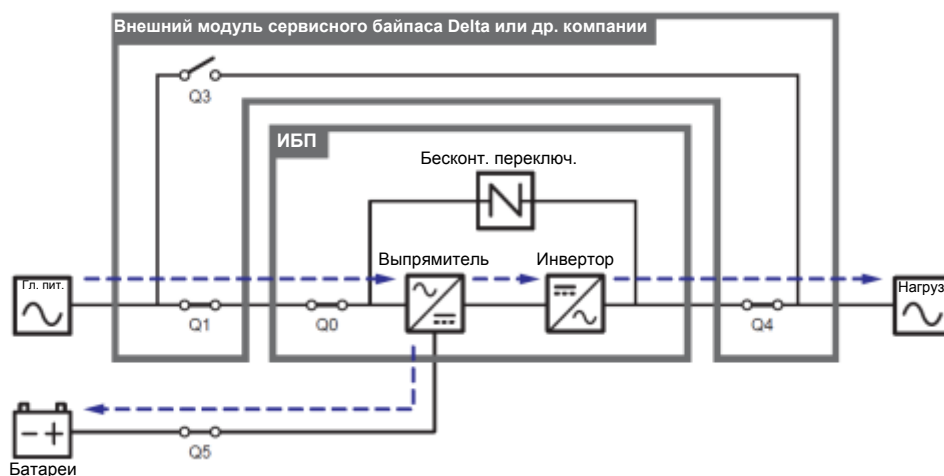 Внешний модуль сервисного байпаса Delta или др. компании
Q3
ИБП
Бесконт. переключ.
Выпрямитель
Инвертор
Гл. пит.
Нагруз
Q1
Q0
Q4
Q5
Батареи